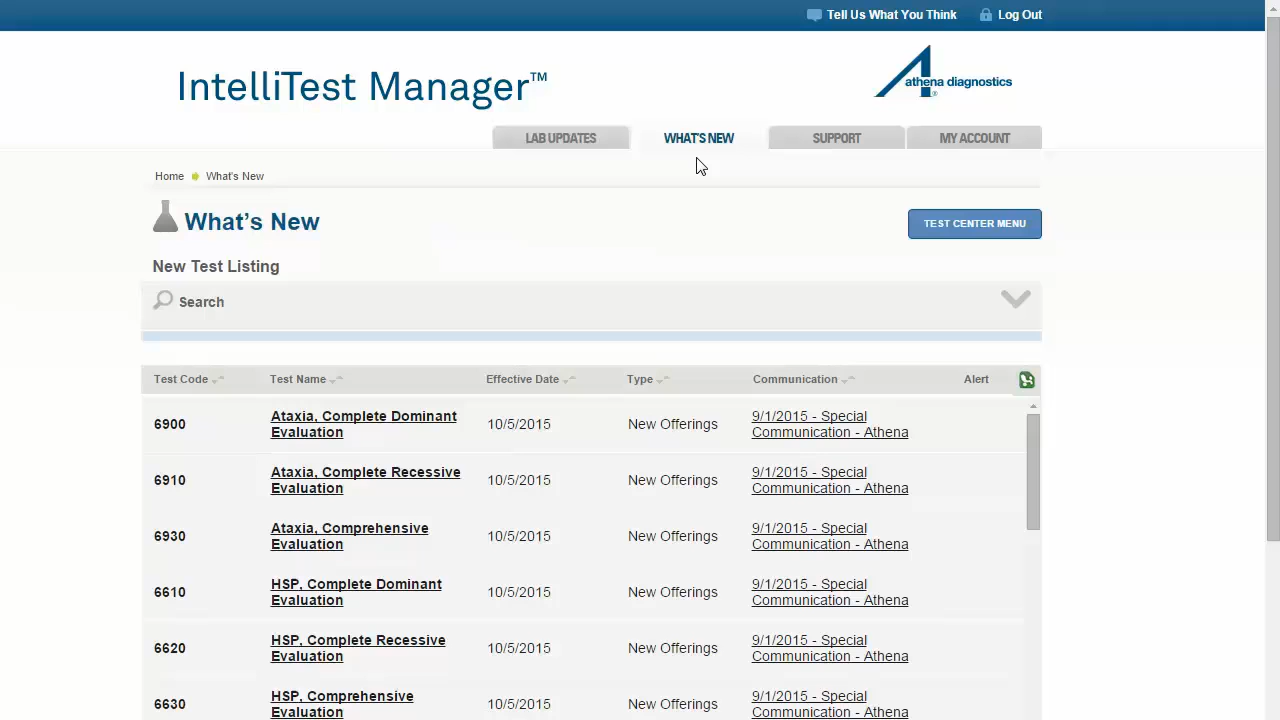 Tell Us What You Think Log Out
IntelliTest Manager™
athena diagnostics®
LAB UPDATES WHAT'S NEW SUPPORT MY ACCOUNT
Home What's New
What's New
TEST CENTER MENU
New Test Listing
Search
Test Code Test Name Effective Date Type Communication Alert
6900 Ataxia, Complete Dominant Evaluation 10/5/2015 New Offerings 9/1/2015 - Special Communication - Athena
6910 Ataxia, Complete Recessive Evaluation 10/5/2015 New Offerings 9/1/2015 - Special Communication - Athena
6930 Ataxia, Comprehensive Evaluation 10/5/2015 New Offerings 9/1/2015 - Special Communication - Athena
6610 HSP, Complete Dominant Evaluation 10/5/2015 New Offerings 9/1/2015 - Special Communication - Athena
6620 HSP, Complete Recessive Evaluation 10/5/2015 New Offerings 9/1/2015 - Special Communication - Athena
6630 HSP, Comprehensive Evaluation 10/5/2015 New Offerings 9/1/2015 - Special Communication - Athena